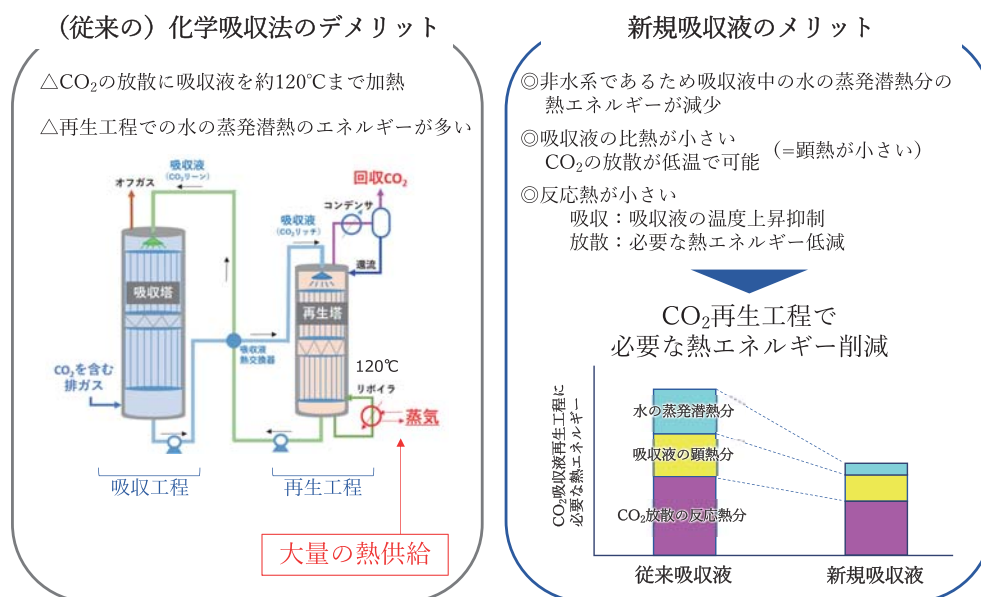 (従来の）化学吸収法のデメリット
△CO₂の放散に吸収液を約120℃まで加熱
△再生工程での水の蒸発潜熱のエネルギーが多い
吸収液
（CO₂リーン）
オフガス
回収CO₂
コンデンサ
吸収液
（CO₂リッチ）
還流
吸収塔
再生塔
吸収液
熱交換器
120℃
リボイラ
CO₂を含む
排ガス
蒸気
吸収工程
再生工程
大量の熱供給
新規吸収液のメリット
◎非水系であるため吸収液中の水の蒸発潜熱分の
熱エネルギーが減少
◎吸収液の比熱が小さい
CO₂の放散が低温で可能
（=顕熱が小さい）
◎反応熱が小さい
吸収：吸収液の温度上昇抑制
放散：必要な熱エネルギー低減
CO₂再生工程で
必要な熱エネルギー削減
CO₂吸収液再生工程に
必要な熱エネルギー
水の蒸発潜熱分
吸収液の顕熱分
CO₂放散の反応熱分
従来吸収液
新規吸収液